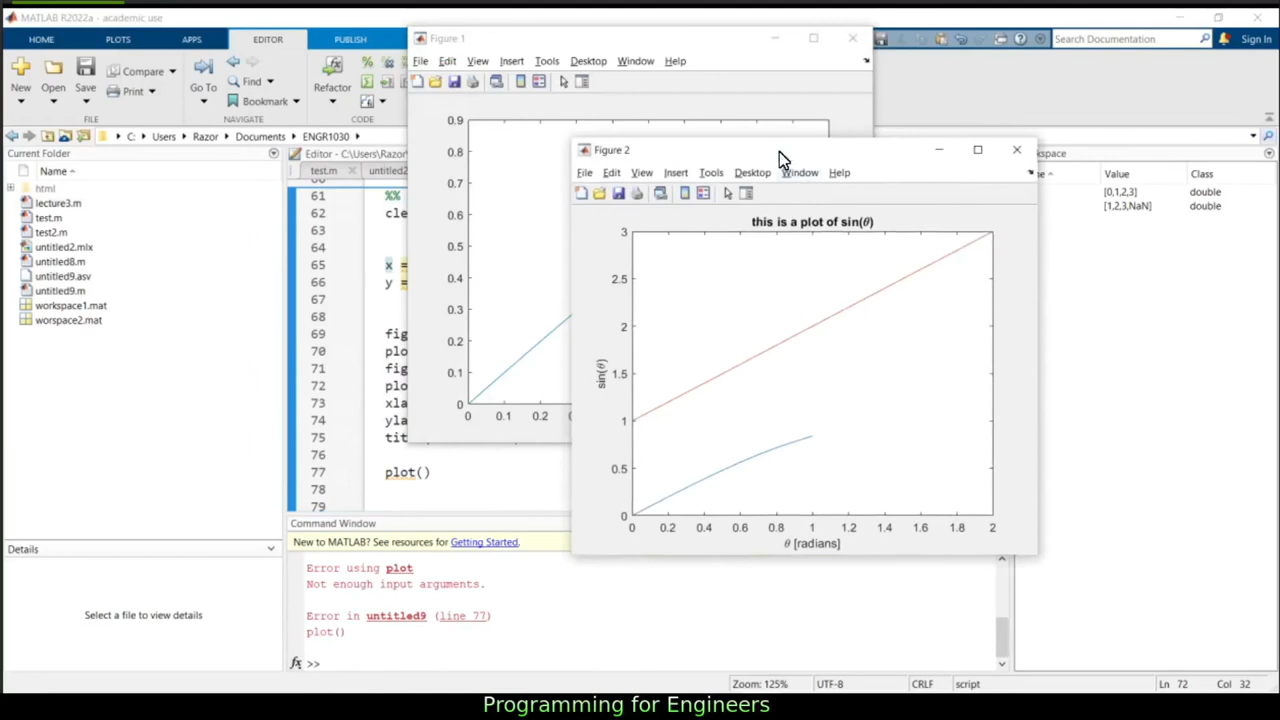 MATLAB R2022a - academic use
HOME PLOTS APPS EDITOR PUBLISH
Search Documentation
Sign In
New Open Save Compare Print
Go To Find Bookmark
Refactor
FILE NAVIGATE CODE
C: Users Razor Documents ENGR1030
Current Folder
Name
html
lecture3.m
test.m
test2.m
untitled2.mlx
untitled8.m
untitled9.asv
untitled9.m
workspace1.mat
worspace2.mat
Details
Select a file to view details
Editor - C:\Users\Razor
test.m untitled2
61 %%
62 cle
63
64
65 x =
66 y =
67
68
69 fig
70 plo
71 fig
72 plo
73 xla
74 yla
75 tit
76
77 plot()
78
79
Figure 1
File Edit View Insert Tools Desktop Window Help
0.9
0.8
0.7
0.6
0.5
0.4
0.3
0.2
0.1
0
0 0.1 0.2
Figure 2
File Edit View Insert Tools Desktop Window Help
this is a plot of sin(θ)
sin(θ)
3
2.5
2
1.5
1
0.5
0
0 0.2 0.4 0.6 0.8 1 1.2 1.4 1.6 1.8 2
θ [radians]
kspace
Value Class
[0,1,2,3] double
[1,2,3,NaN] double
Command Window
New to MATLAB? See resources for Getting Started.
Error using plot
Not enough input arguments.
Error in untitled9 (line 77)
plot()
fx >>
Zoom: 125% UTF-8 CRLF script Ln 72 Col 32
Programming for Engineers